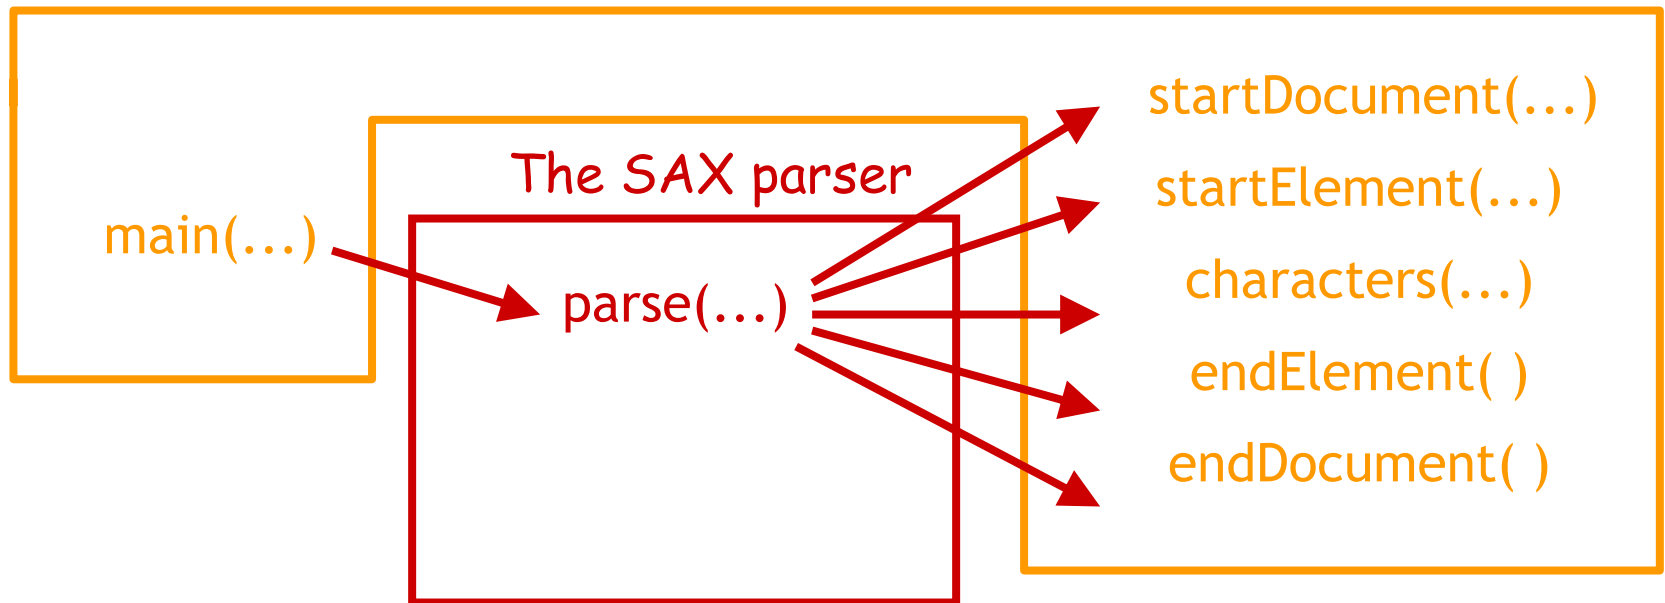 main(...)
The SAX parser
parse(...)
startDocument(...)
startElement(...)
characters(...)
endElement( )
endDocument( )